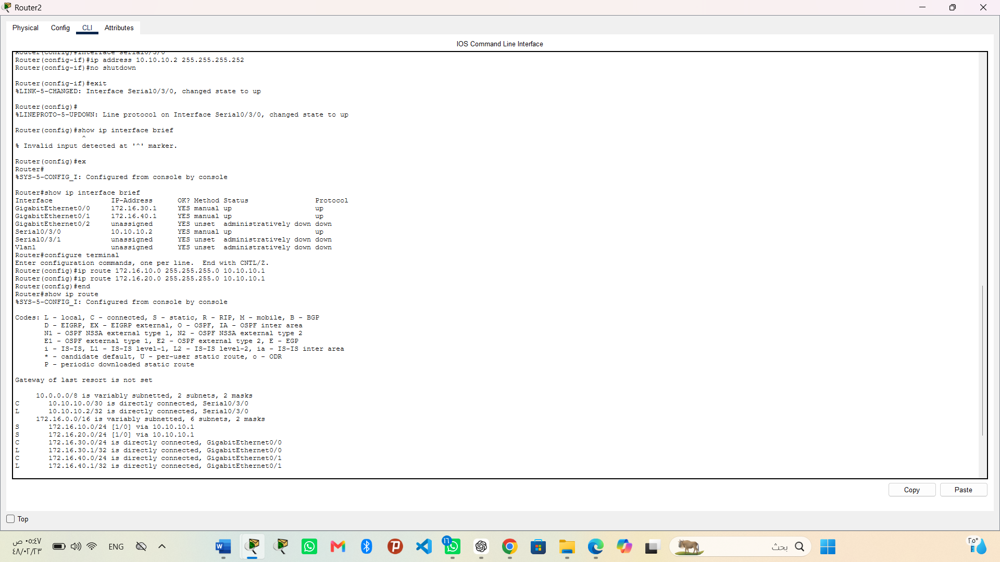 Router2
Physical Config CLI Attributes
IOS Command Line Interface
Router(config)#interface Serial0/3/0
Router(config-if)#ip address 10.10.10.2 255.255.255.252
Router(config-if)#no shutdown
Router(config-if)#exit
%LINK-5-CHANGED: Interface Serial0/3/0, changed state to up
Router(config)#
%LINEPROTO-5-UPDOWN: Line protocol on Interface Serial0/3/0, changed state to up
Router(config)#show ip interface brief
^
% Invalid input detected at '^' marker.
Router(config)#ex
Router#
%SYS-5-CONFIG_I: Configured from console by console
Router#show ip interface brief
Interface IP-Address OK? Method Status Protocol
GigabitEthernet0/0 172.16.30.1 YES manual up up
GigabitEthernet0/1 172.16.40.1 YES manual up up
GigabitEthernet0/2 unassigned YES unset administratively down down
Serial0/3/0 10.10.10.2 YES manual up up
Serial0/3/1 unassigned YES unset administratively down down
Vlan1 unassigned YES unset administratively down down
Router#configure terminal
Enter configuration commands, one per line. End with CNTL/Z.
Router(config)#ip route 172.16.10.0 255.255.255.0 10.10.10.1
Router(config)#ip route 172.16.20.0 255.255.255.0 10.10.10.1
Router(config)#end
Router#show ip route
%SYS-5-CONFIG_I: Configured from console by console
Codes: L - local, C - connected, S - static, R - RIP, M - mobile, B - BGP
D - EIGRP, EX - EIGRP external, O - OSPF, IA - OSPF inter area
N1 - OSPF NSSA external type 1, N2 - OSPF NSSA external type 2
E1 - OSPF external type 1, E2 - OSPF external type 2, E - EGP
i - IS-IS, L1 - IS-IS level-1, L2 - IS-IS level-2, ia - IS-IS inter area
* - candidate default, U - per-user static route, o - ODR
P - periodic downloaded static route
Gateway of last resort is not set
10.0.0.0/8 is variably subnetted, 2 subnets, 2 masks
C 10.10.10.0/30 is directly connected, Serial0/3/0
L 10.10.10.2/32 is directly connected, Serial0/3/0
172.16.0.0/16 is variably subnetted, 6 subnets, 2 masks
S 172.16.10.0/24 [1/0] via 10.10.10.1
S 172.16.20.0/24 [1/0] via 10.10.10.1
C 172.16.30.0/24 is directly connected, GigabitEthernet0/0
L 172.16.30.1/32 is directly connected, GigabitEthernet0/0
C 172.16.40.0/24 is directly connected, GigabitEthernet0/1
L 172.16.40.1/32 is directly connected, GigabitEthernet0/1
Copy Paste
Top
٠٥:٤٧ ص
٤٨/٠٢/٢٣
ENG
١٦
بحث
٢٥°